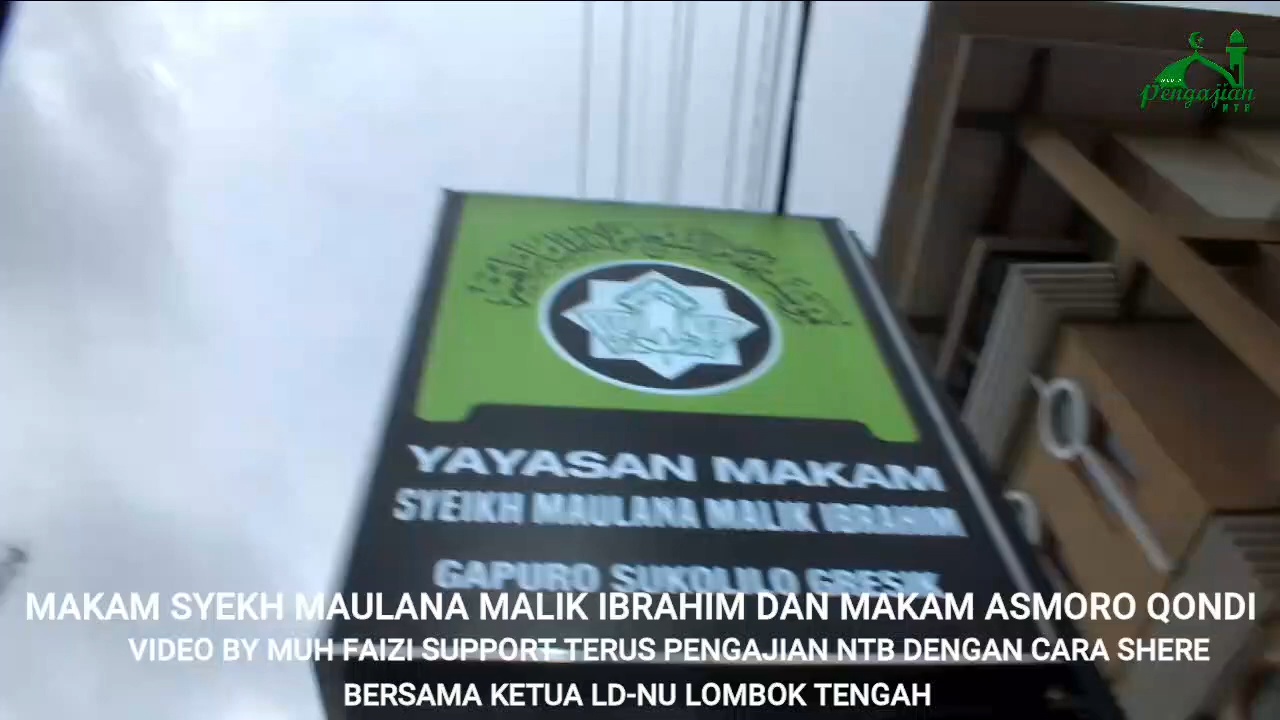 Pengajian
NTB
YAYASAN MAKAM
SYEIKH MAULANA MALIK IBRAHIM
GAPURO SUKOLILO GRESIK
MAKAM SYEKH MAULANA MALIK IBRAHIM DAN MAKAM ASMORO QONDI
VIDEO BY MUH FAIZI SUPPORT TERUS PENGAJIAN NTB DENGAN CARA SHERE
BERSAMA KETUA LD-NU LOMBOK TENGAH